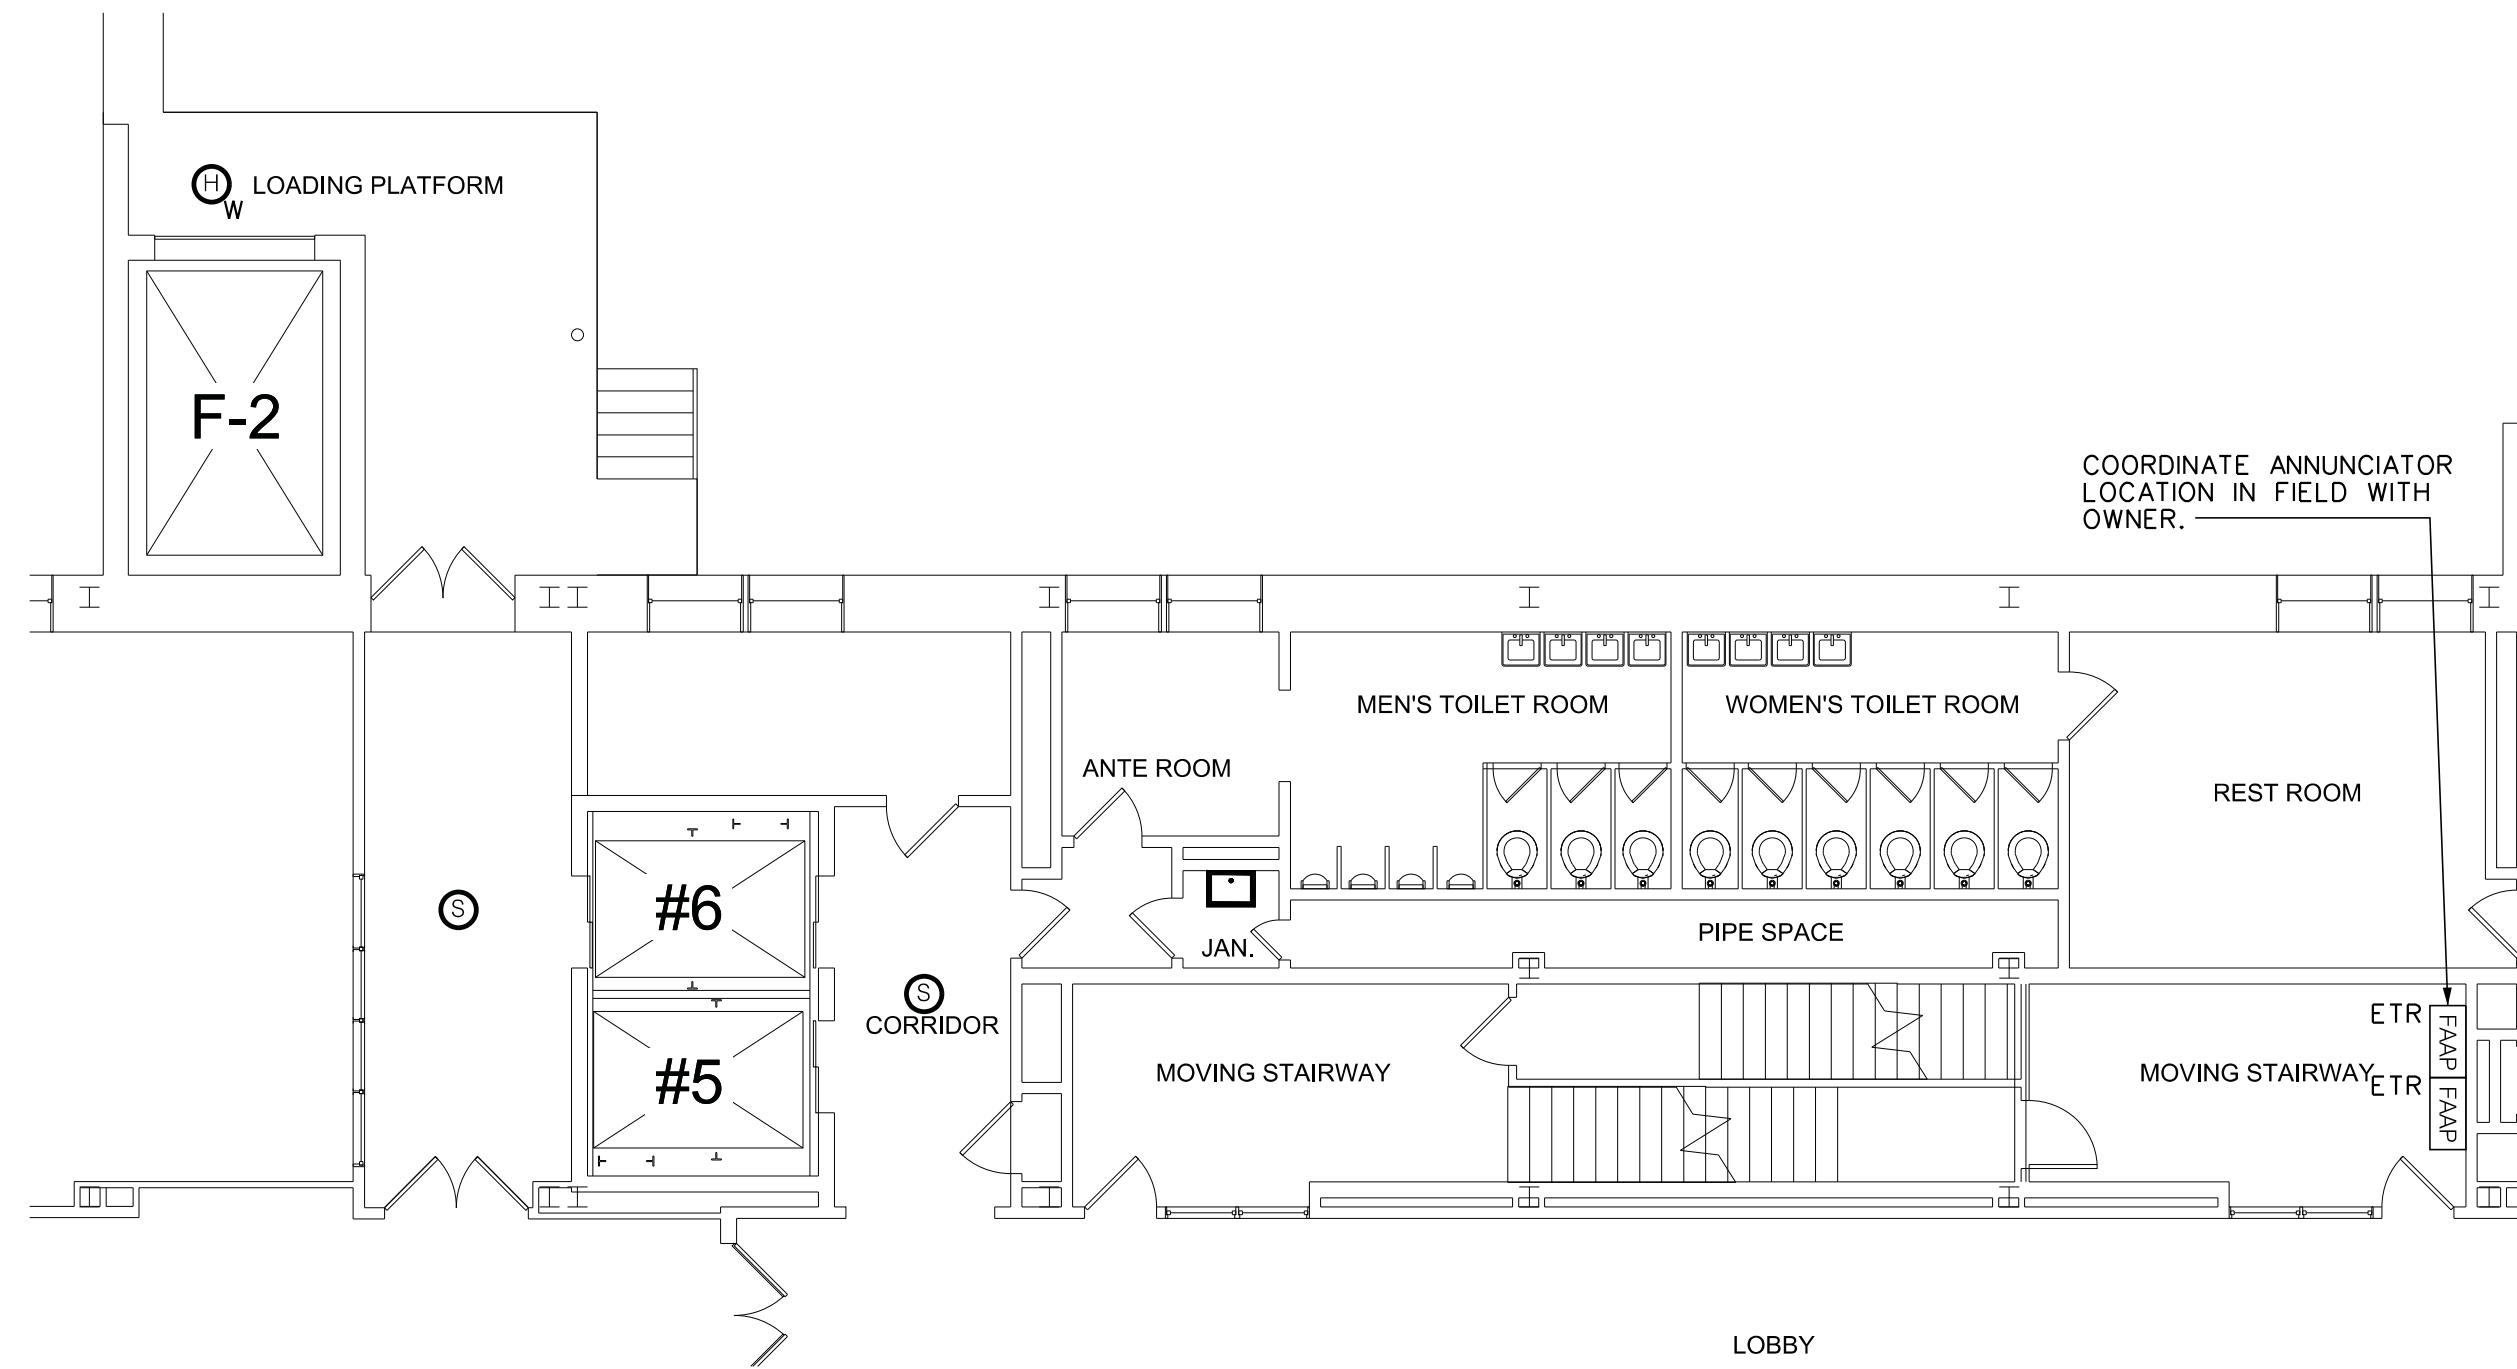 H
W
LOADING PLATFORM
F-2
COORDINATE ANNUNCIATOR
LOCATION IN FIELD WITH
OWNER.
MEN'S TOILET ROOM
WOMEN'S TOILET ROOM
ANTE ROOM
REST ROOM
#6
S
PIPE SPACE
JAN.
S
CORRIDOR
ETR
FAAP
#5
MOVING STAIRWAY
MOVING STAIRWAY
ETR
FAAP
LOBBY